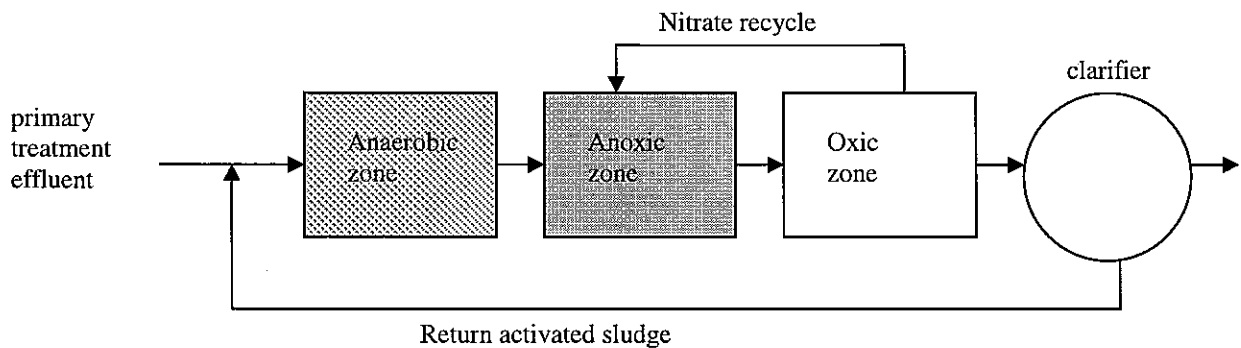 Nitrate recycle
clarifier
primary
treatment
effluent
Anaerobic
zone
Anoxic
zone
Oxic
zone
Return activated sludge